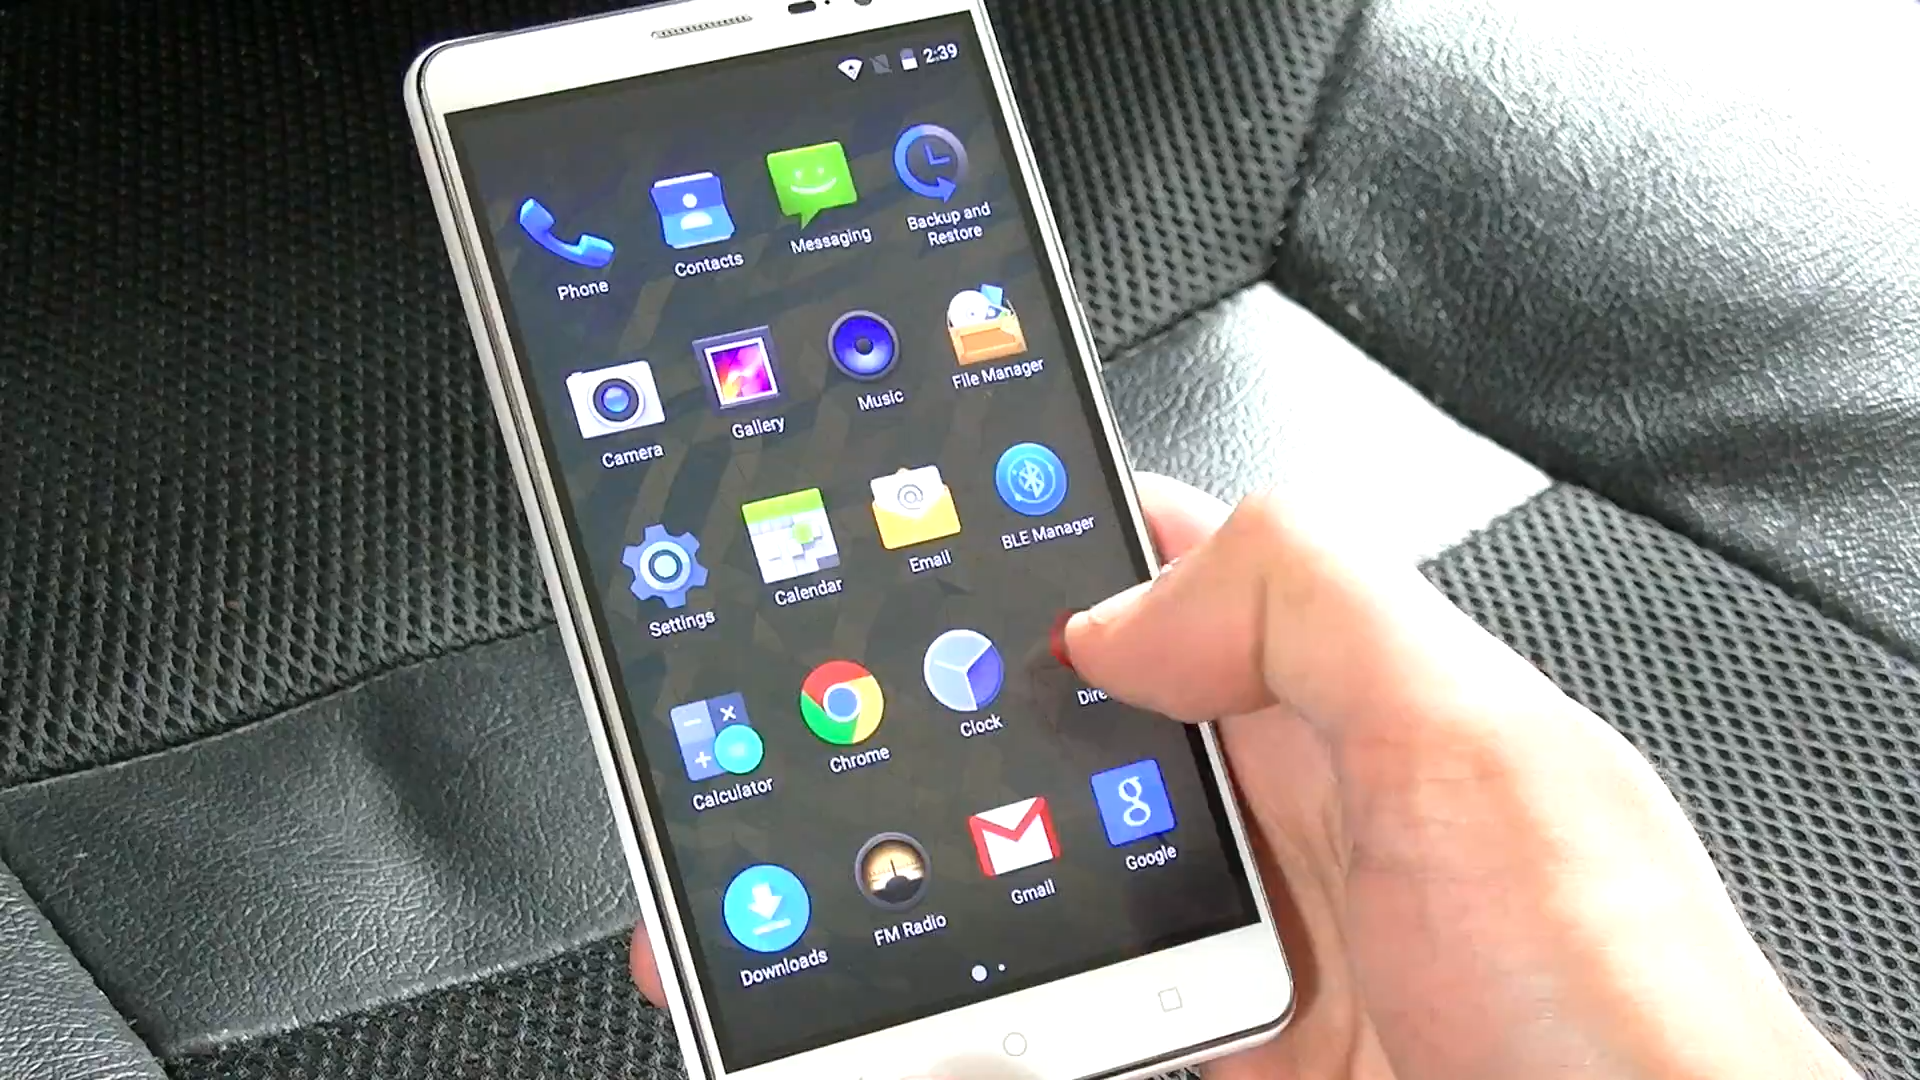 2:39
Phone
Contacts
Messaging
Backup and
Restore
Camera
Gallery
Music
File Manager
Settings
Calendar
Email
BLE Manager
Calculator
Chrome
Clock
Dire
Downloads
FM Radio
Gmail
Google